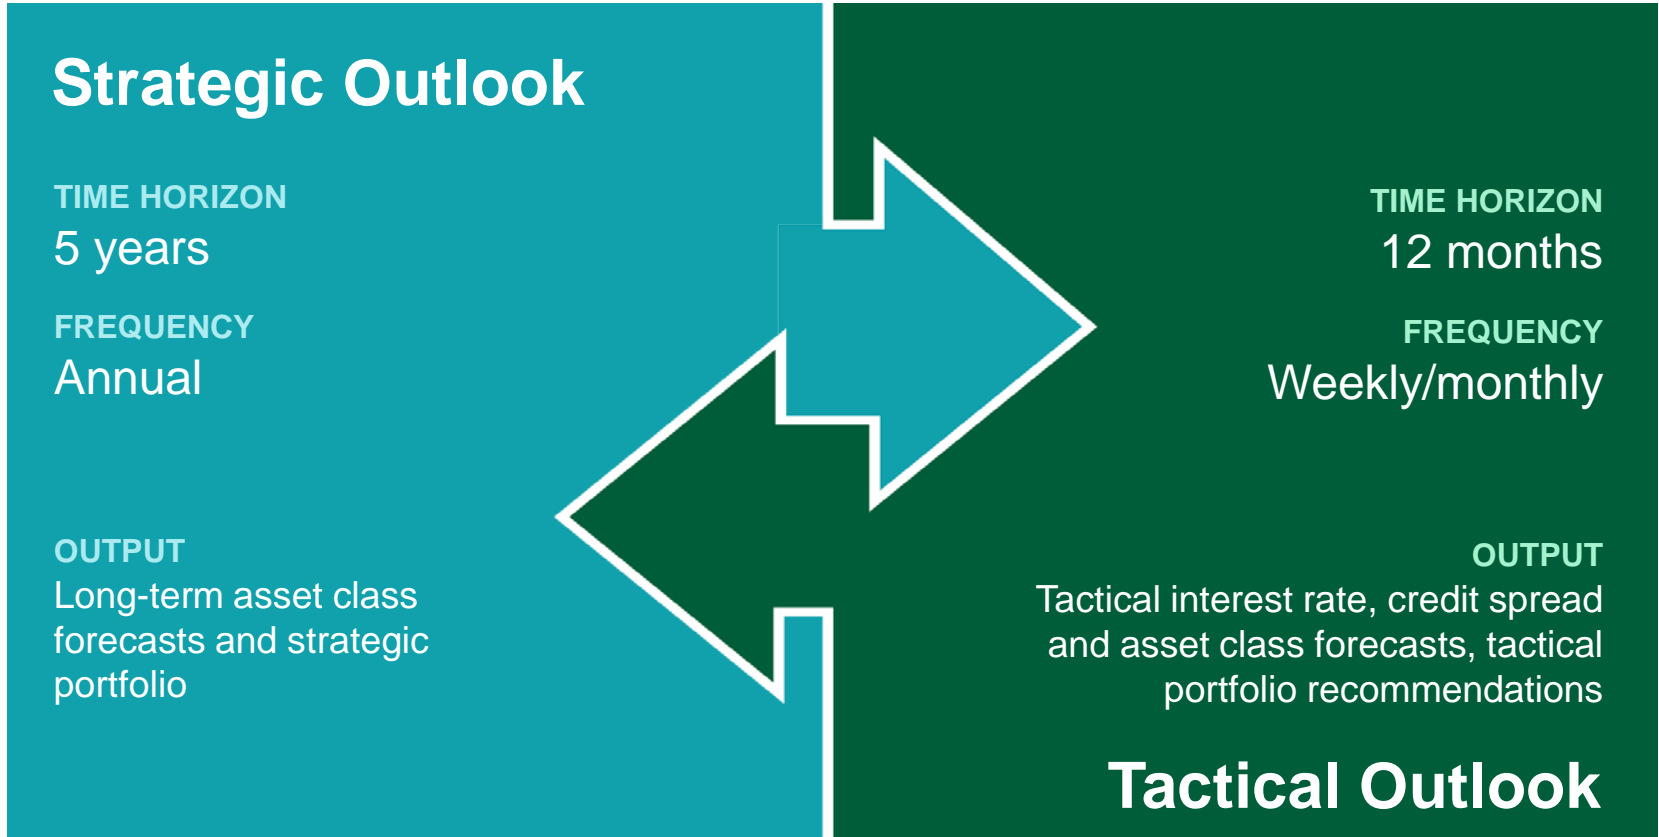 Strategic Outlook
TIME HORIZON
5 years
FREQUENCY
Annual
OUTPUT
Long-term asset class
forecasts and strategic
portfolio
TIME HORIZON
12 months
FREQUENCY
Weekly/monthly
OUTPUT
Tactical interest rate, credit spread
and asset class forecasts, tactical
portfolio recommendations
Tactical Outlook